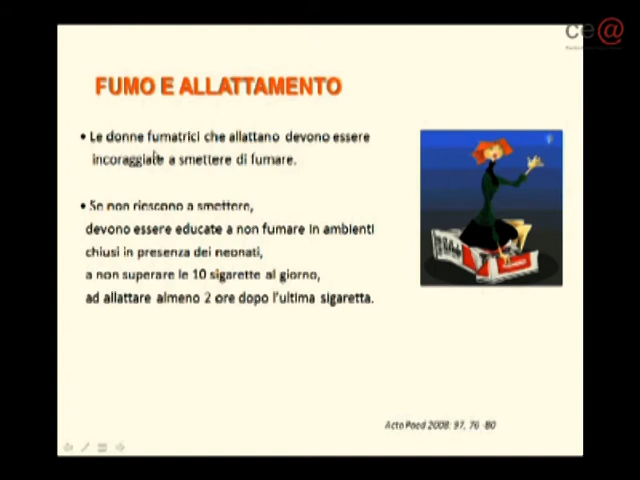 ce@
FUMO E ALLATTAMENTO
• Le donne fumatrici che allattano devono essere
incoraggiate a smettere di fumare.
• Se non riescono a smettere,
devono essere educate a non fumare in ambienti
chiusi in presenza dei neonati,
a non superare le 10 sigarette al giorno,
ad allattare almeno 2 ore dopo l'ultima sigaretta.
Acta Paed 2008: 97, 76-80